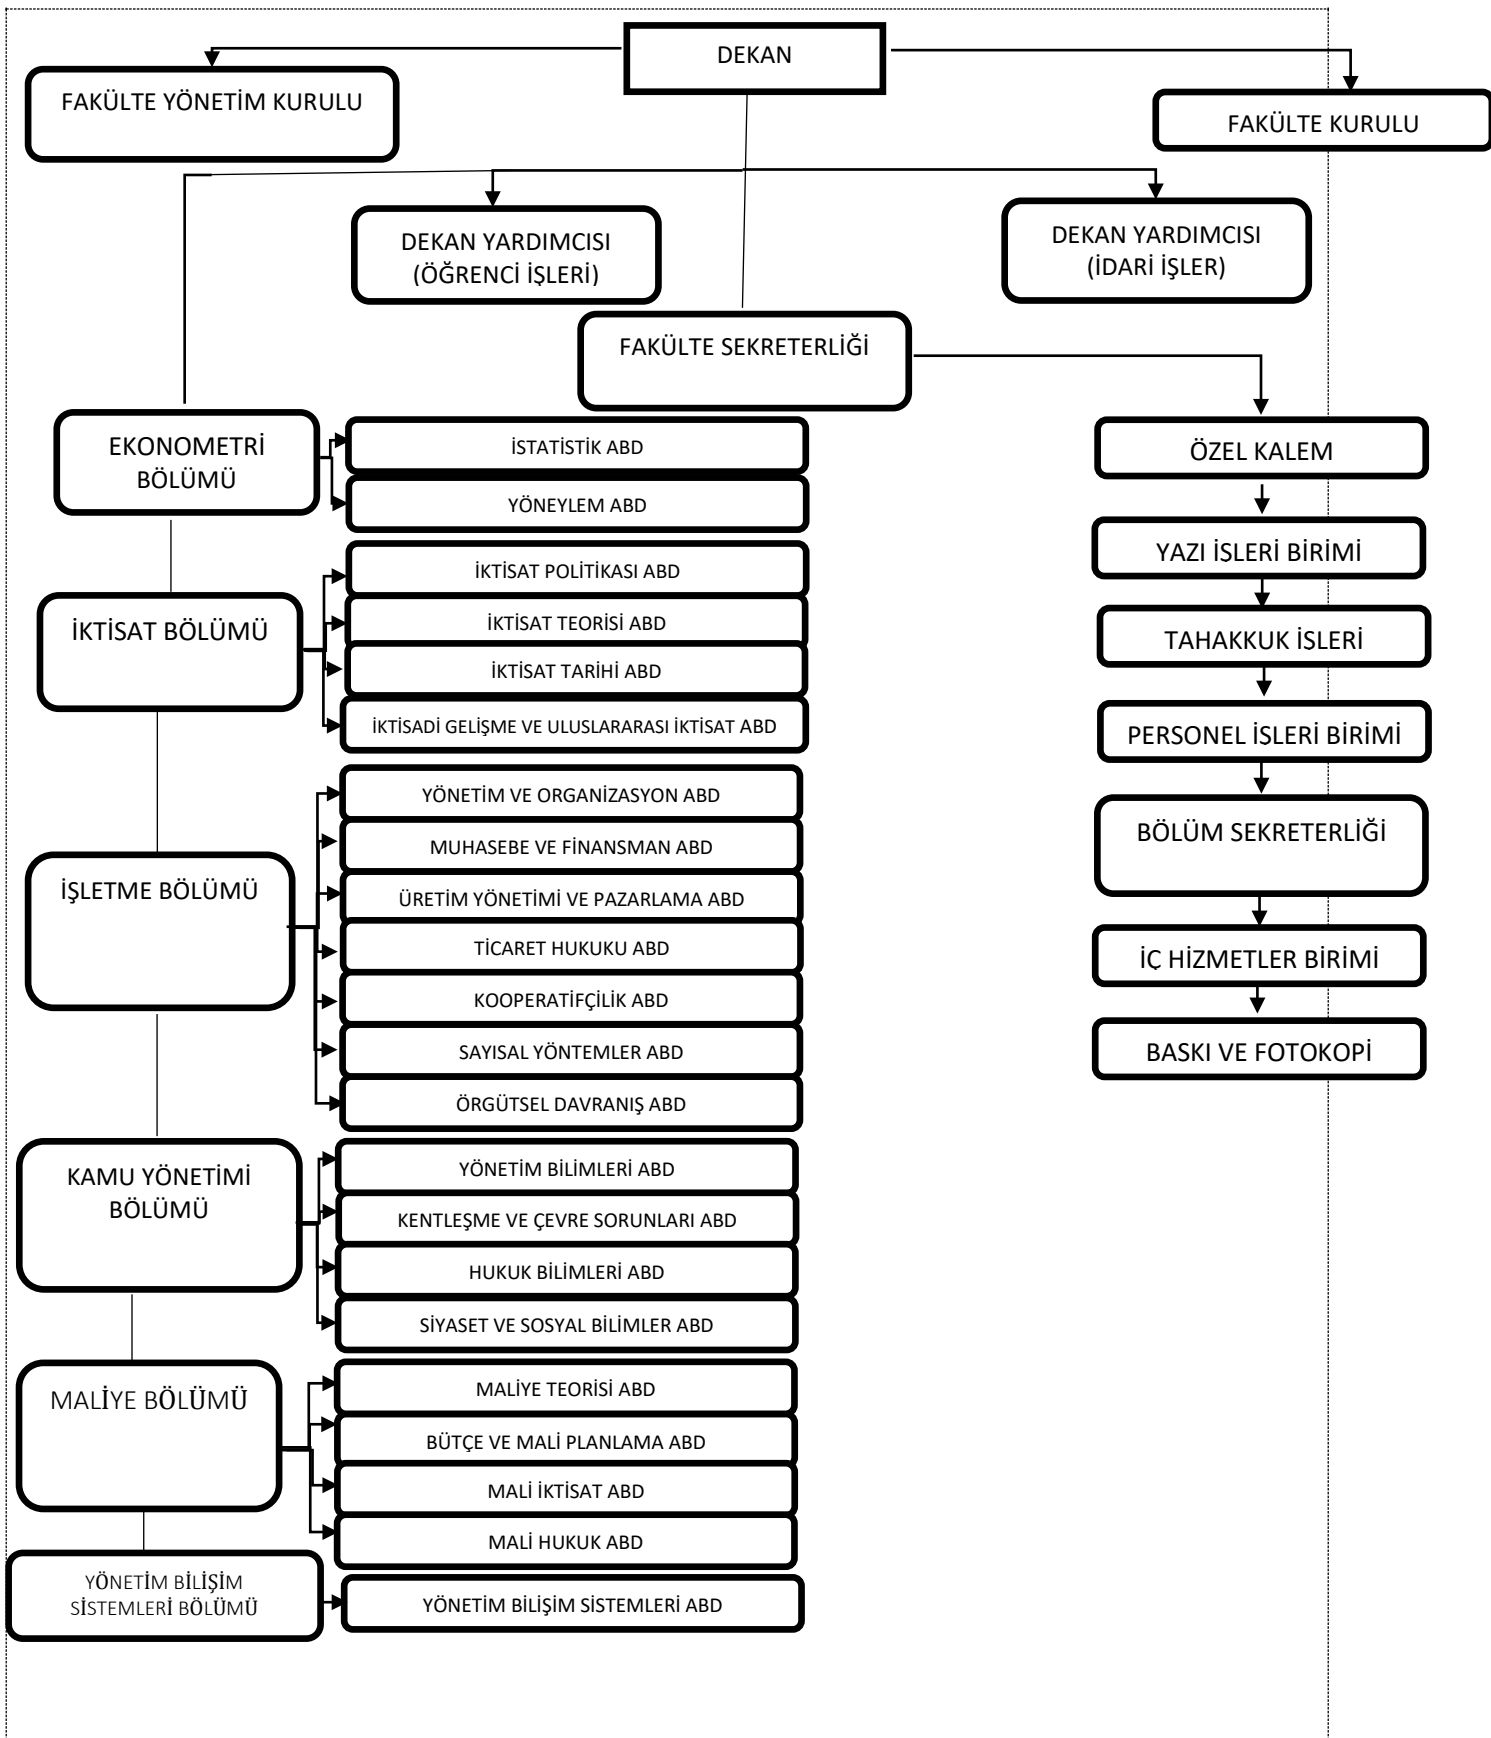 DEKAN
FAKÜLTE YÖNETİM KURULU
FAKÜLTE KURULU
DEKAN YARDIMCISI
(ÖĞRENCİ İŞLERİ)
DEKAN YARDIMCISI
(İDARİ İŞLER)
FAKÜLTE SEKRETERLİĞİ
EKONOMETRİ
BÖLÜMÜ
İSTATİSTİK ABD
YÖNEYLEM ABD
İKTİSAT BÖLÜMÜ
İKTİSAT POLİTİKASI ABD
İKTİSAT TEORİSİ ABD
İKTİSAT TARİHİ ABD
İKTİSADİ GELİŞME VE ULUSLARARASI İKTİSAT ABD
İŞLETME BÖLÜMÜ
YÖNETİM VE ORGANİZASYON ABD
MUHASEBE VE FİNANSMAN ABD
ÜRETİM YÖNETİMİ VE PAZARLAMA ABD
TİCARET HUKUKU ABD
KOOPERATİFÇİLİK ABD
SAYISAL YÖNTEMLER ABD
ÖRGÜTSEL DAVRANIŞ ABD
KAMU YÖNETİMİ
BÖLÜMÜ
YÖNETİM BİLİMLERİ ABD
KENTLEŞME VE ÇEVRE SORUNLARI ABD
HUKUK BİLİMLERİ ABD
SİYASET VE SOSYAL BİLİMLER ABD
MALİYE BÖLÜMÜ
MALİYE TEORİSİ ABD
BÜTÇE VE MALİ PLANLAMA ABD
MALİ İKTİSAT ABD
MALİ HUKUK ABD
YÖNETİM BİLİŞİM
SİSTEMLERİ BÖLÜMÜ
YÖNETİM BİLİŞİM SİSTEMLERİ ABD
ÖZEL KALEM
YAZI İŞLERİ BİRİMİ
TAHAKKUK İŞLERİ
PERSONEL İŞLERİ BİRİMİ
BÖLÜM SEKRETERLİĞİ
İÇ HİZMETLER BİRİMİ
BASKI VE FOTOKOPİ